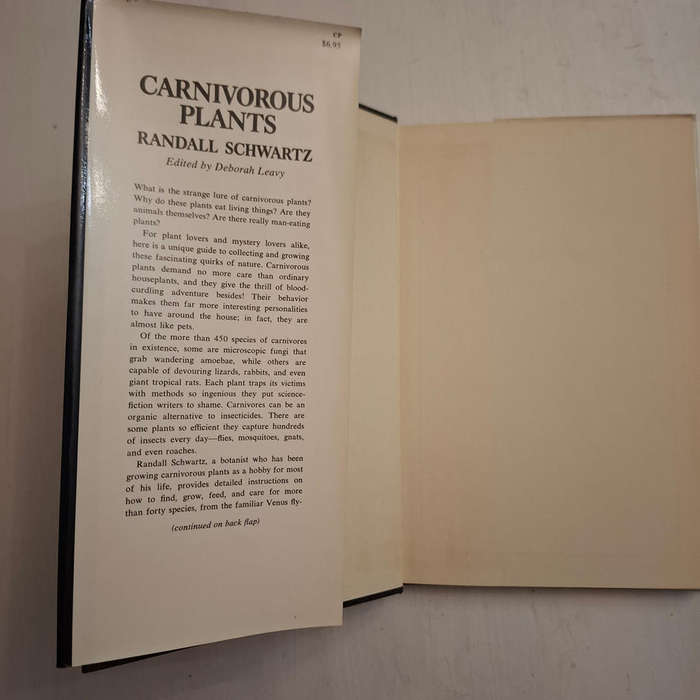 CP
$6.95
CARNIVOROUS
PLANTS
RANDALL SCHWARTZ
Edited by Deborah Leavy
What is the strange lure of carnivorous plants?
Why do these plants eat living things? Are they
animals themselves? Are there really man-eating
plants?
For plant lovers and mystery lovers alike,
here is a unique guide to collecting and growing
these fascinating quirks of nature. Carnivorous
plants demand no more care than ordinary
houseplants, and they give the thrill of blood-
curdling adventure besides! Their behavior
makes them far more interesting personalities
to have around the house; in fact, they are
almost like pets.
Of the more than 450 species of carnivores
in existence, some are microscopic fungi that
grab wandering amoebae, while others are
capable of devouring lizards, rabbits, and even
giant tropical rats. Each plant traps its victims
with methods so ingenious they put science-
fiction writers to shame. Carnivores can be an
organic alternative to insecticides. There are
some plants so efficient they capture hundreds
of insects every day—flies, mosquitoes, gnats,
and even roaches.
Randall Schwartz, a botanist who has been
growing carnivorous plants as a hobby for most
of his life, provides detailed instructions on
how to find, grow, feed, and care for more
than forty species, from the familiar Venus fly-
(continued on back flap)